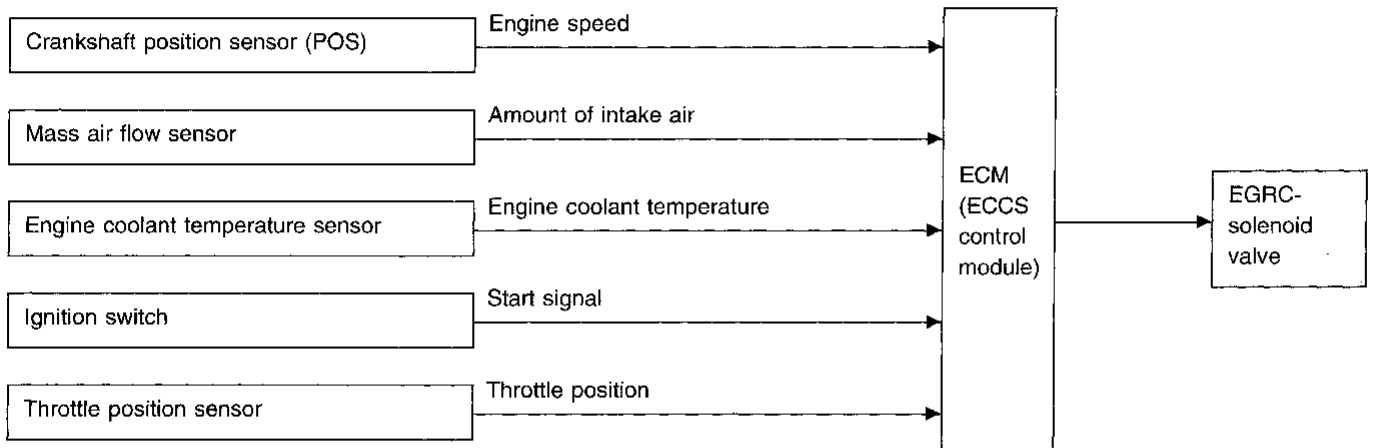 Crankshaft position sensor (POS)
Engine speed
Mass air flow sensor
Amount of intake air
Engine coolant temperature sensor
Engine coolant temperature
Ignition switch
Start signal
Throttle position sensor
Throttle position
ECM
(ECCS
control
module)
EGRC-
solenoid
valve